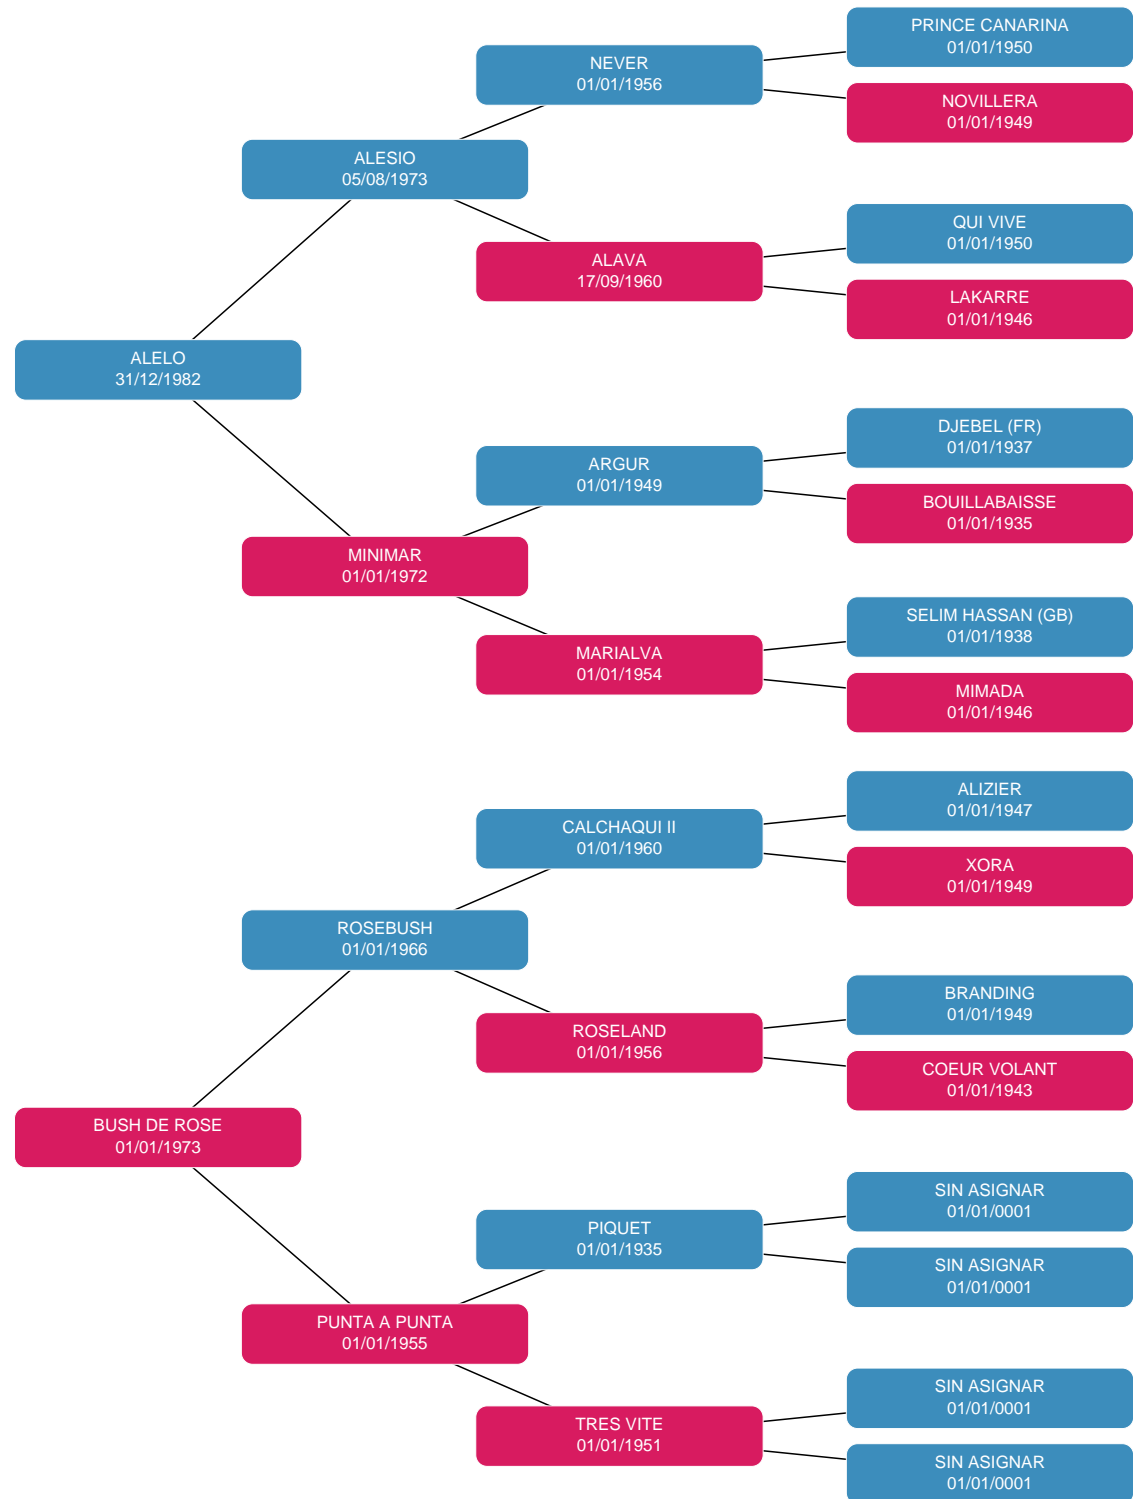 PRINCE CANARINA
01/01/1950
NEVER
01/01/1956
NOVILLERA
01/01/1949
ALESIO
05/08/1973
QUI VIVE
01/01/1950
ALAVA
17/09/1960
LAKARRE
01/01/1946
ALELO
31/12/1982
DJEBEL (FR)
01/01/1937
ARGUR
01/01/1949
BOUILLABAISSE
01/01/1935
MINIMAR
01/01/1972
SELIM HASSAN (GB)
01/01/1938
MARIALVA
01/01/1954
MIMADA
01/01/1946
ALIZIER
01/01/1947
CALCHAQUI II
01/01/1960
XORA
01/01/1949
ROSEBUSH
01/01/1966
BRANDING
01/01/1949
ROSELAND
01/01/1956
COEUR VOLANT
01/01/1943
BUSH DE ROSE
01/01/1973
SIN ASIGNAR
01/01/0001
PIQUET
01/01/1935
SIN ASIGNAR
01/01/0001
PUNTA A PUNTA
01/01/1955
SIN ASIGNAR
01/01/0001
TRES VITE
01/01/1951
SIN ASIGNAR
01/01/0001